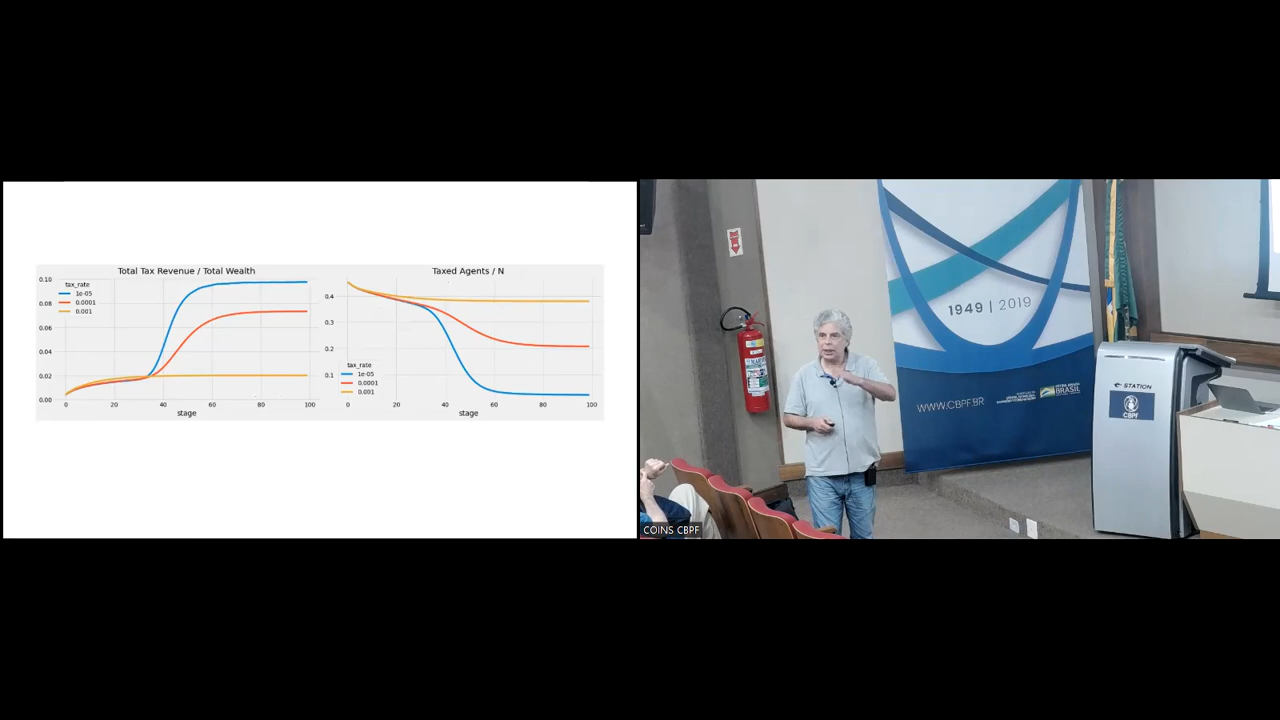 Total Tax Revenue / Total Wealth
0.10
0.08
0.06
0.04
0.02
0.00
tax_rate
1e-05
0.0001
0.001
0 20 40 60 80 100
stage
Taxed Agents / N
0.4
0.3
0.2
0.1
tax_rate
1e-05
0.0001
0.001
0 20 40 60 80 100
stage
1949 | 2019
WWW.CBPF.BR
BRASIL
STATION
CBPF
COINS CBPF